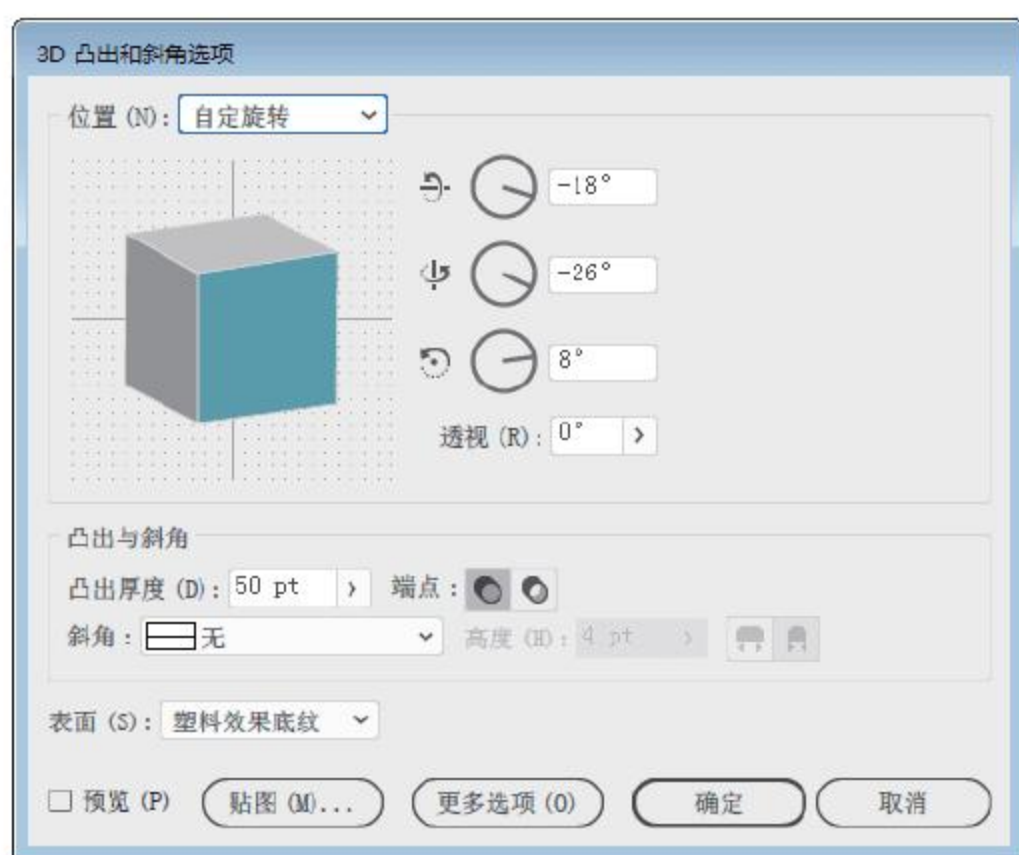 3D 凸出和斜角选项
位置 (N): 自定旋转
-18°
-26°
8°
透视 (R): 0°
凸出与斜角
凸出厚度 (D): 50 pt 端点:
斜角: 无 高度 (H): 4 pt
表面 (S): 塑料效果底纹
预览 (P) 贴图 (M)... 更多选项 (O) 确定 取消